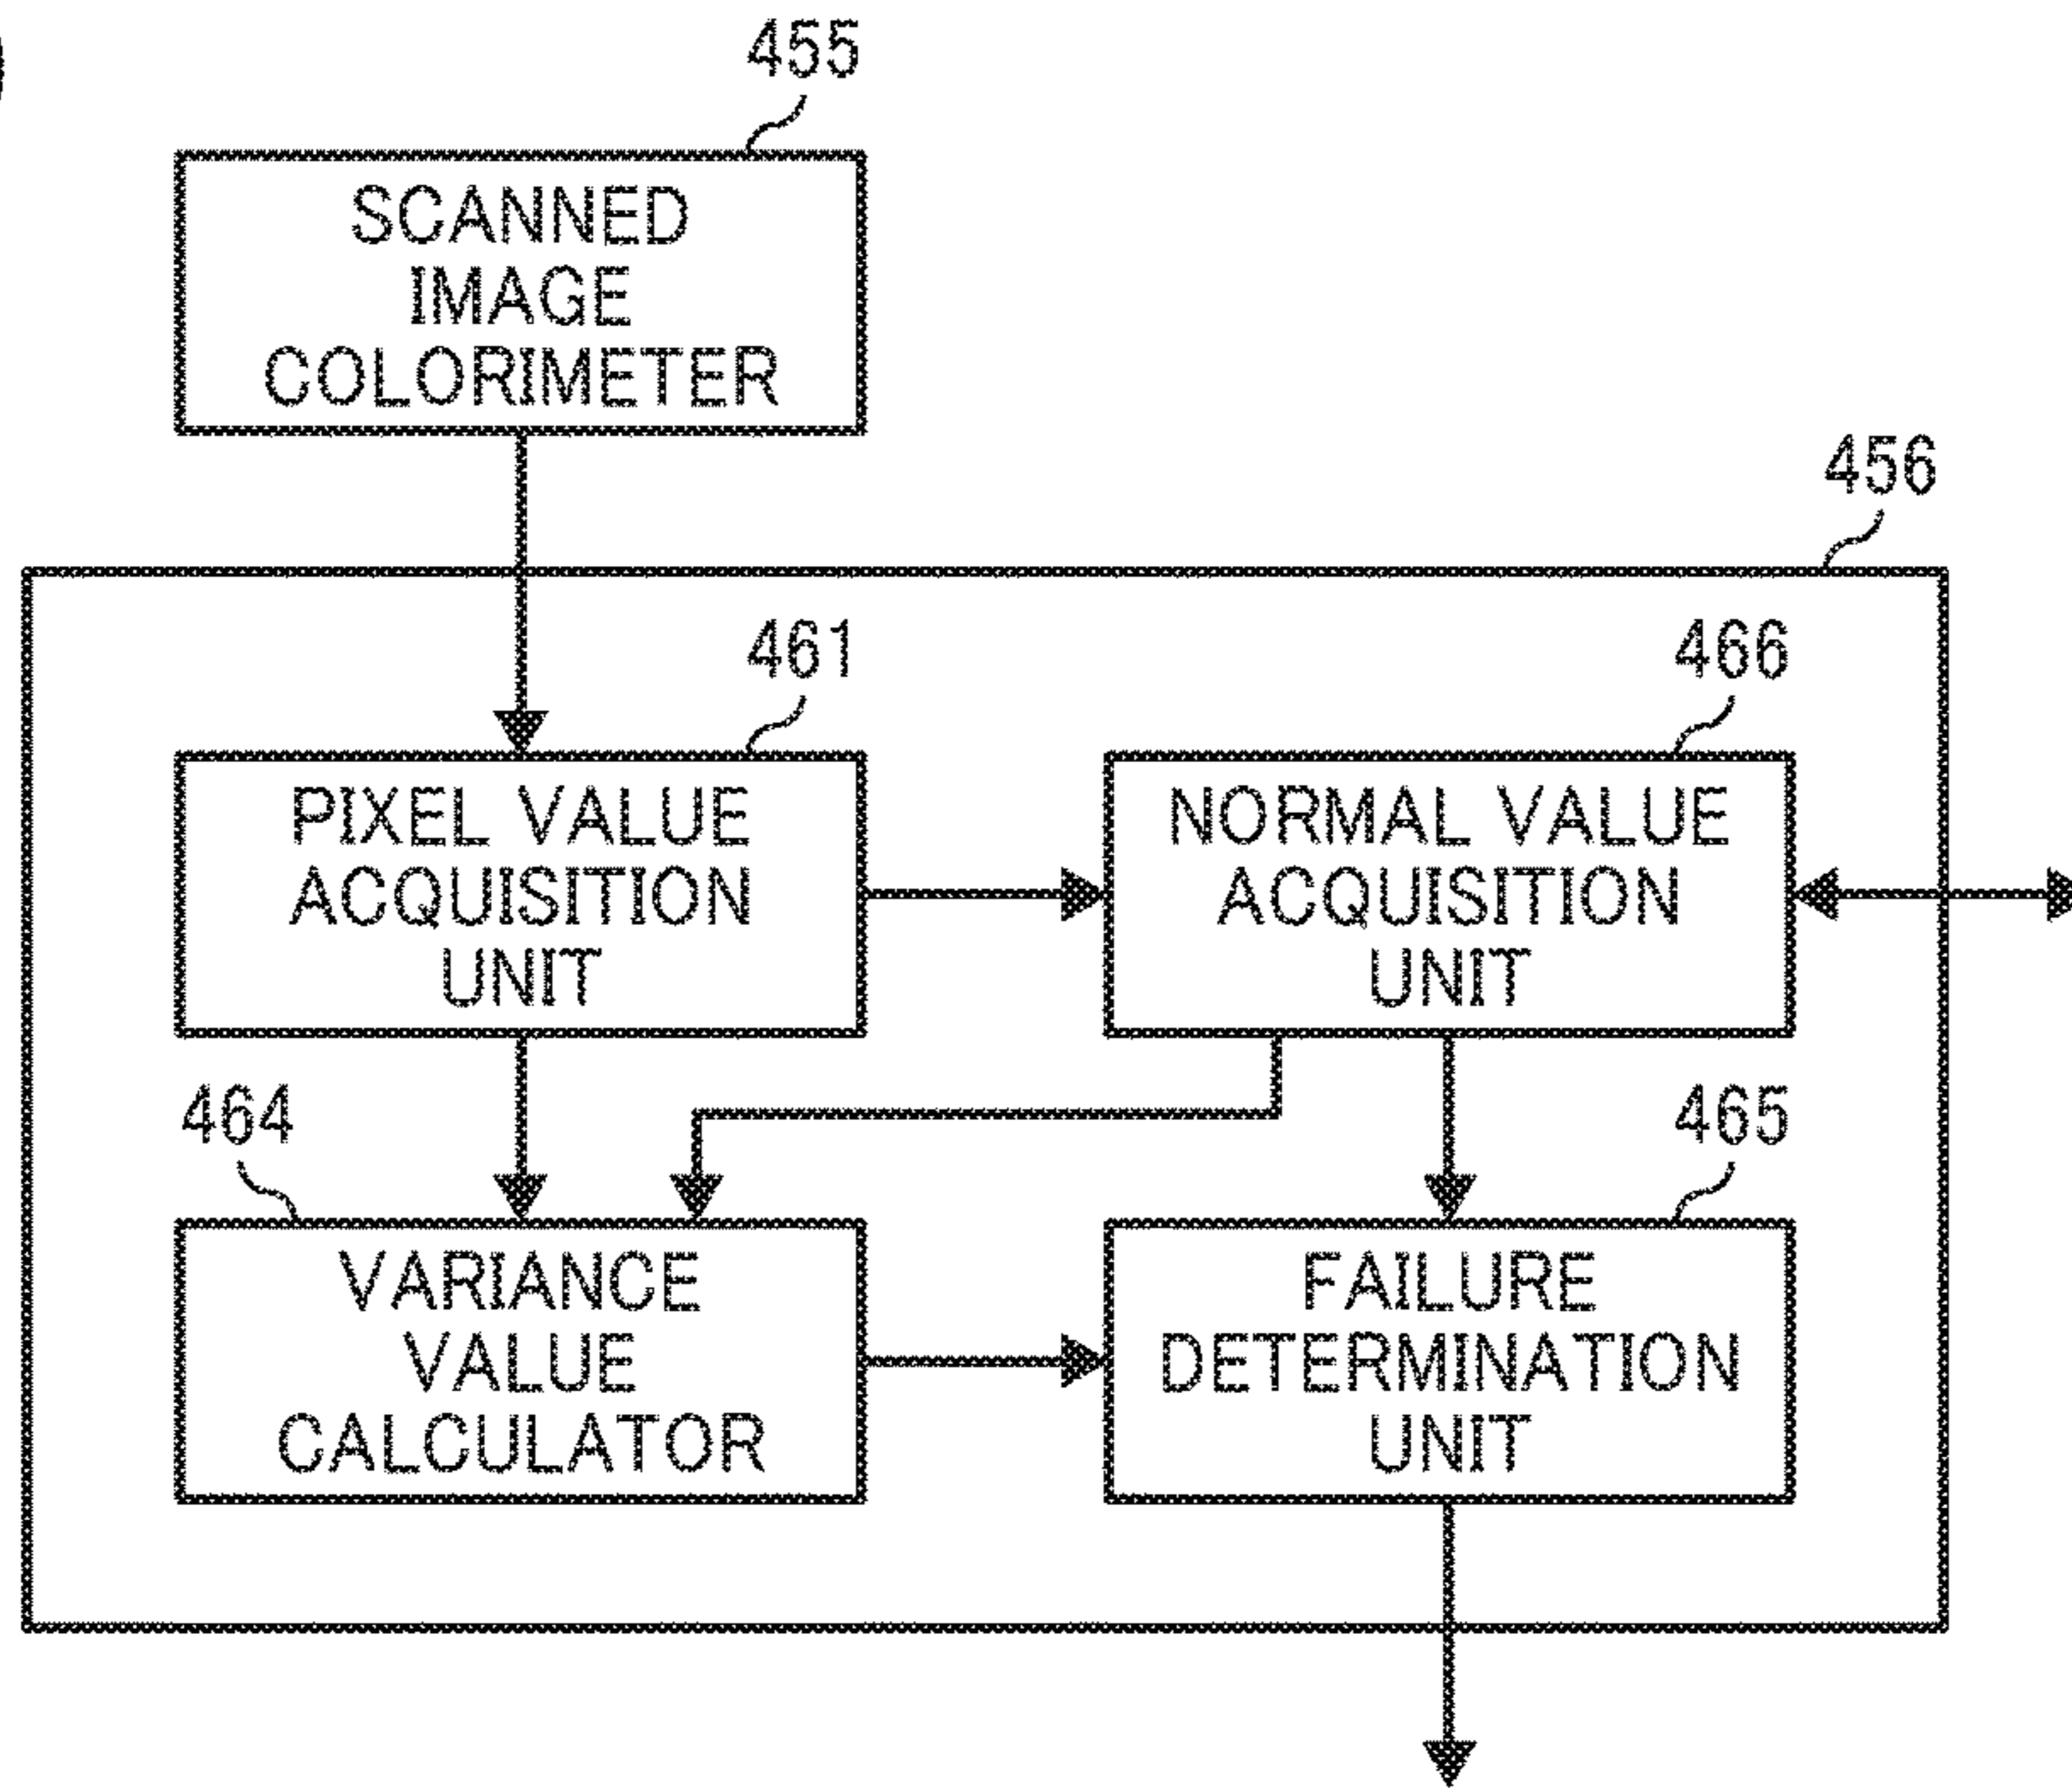 455
SCANNED
IMAGE
COLORIMETER
456
461
PIXEL VALUE
ACQUISITION
UNIT
466
NORMAL VALUE
ACQUISITION
UNIT
464
VARIANCE
VALUE
CALCULATOR
465
FAILURE
DETERMINATION
UNIT